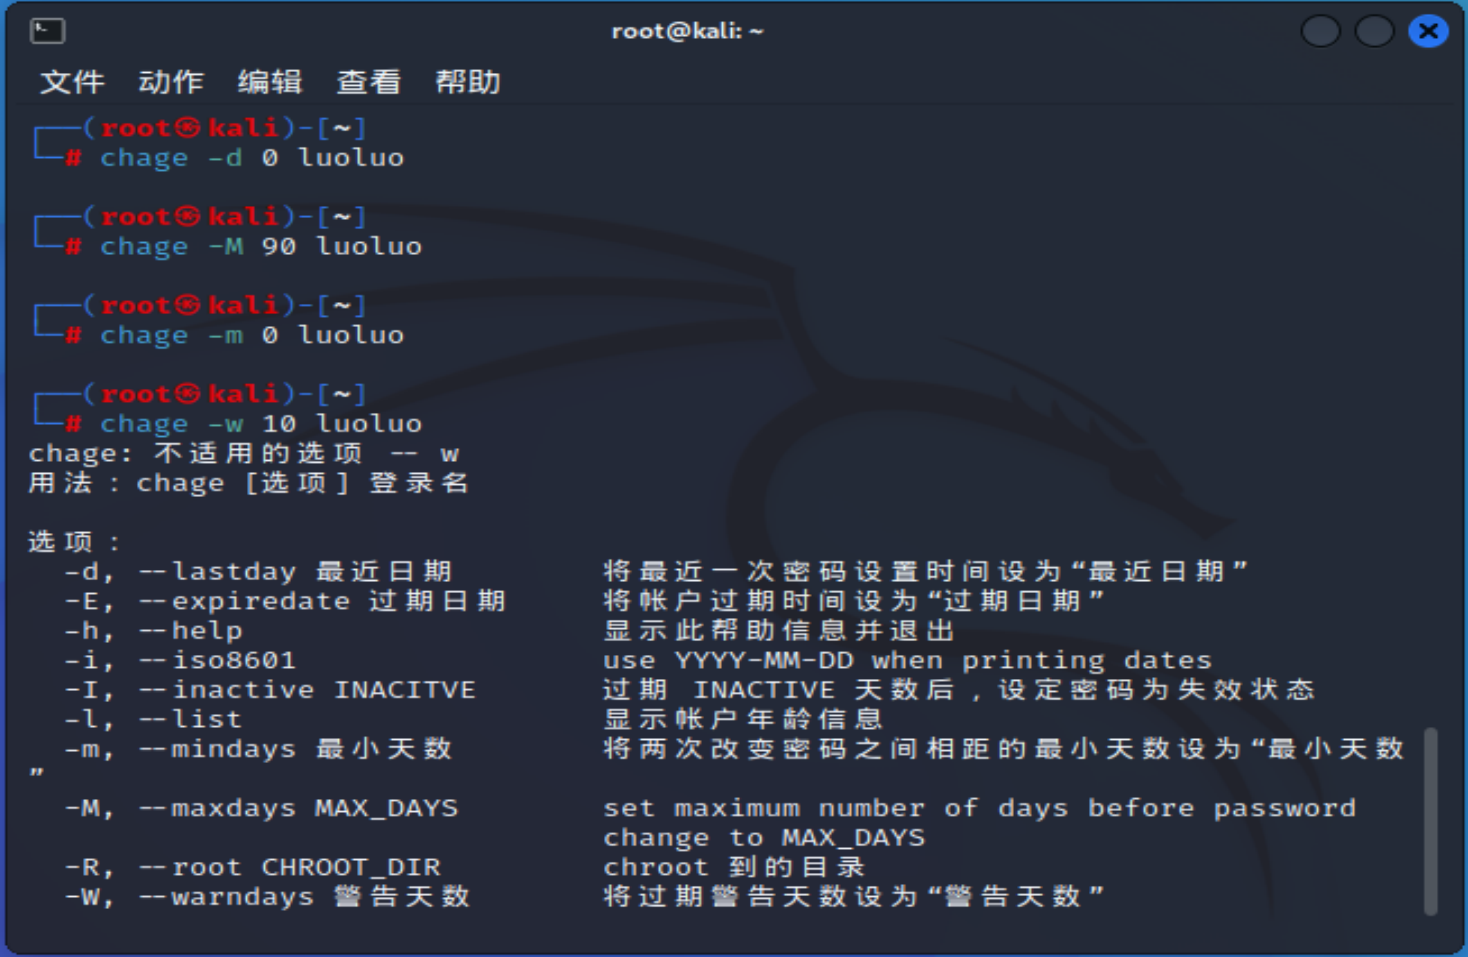 root@kali: ~
文件 动作 编辑 查看 帮助
┌──(root㉿kali)-[~]
└─# chage -d 0 luoluo
┌──(root㉿kali)-[~]
└─# chage -M 90 luoluo
┌──(root㉿kali)-[~]
└─# chage -m 0 luoluo
┌──(root㉿kali)-[~]
└─# chage -w 10 luoluo
chage: 不适用的选项 -- w
用法：chage [选项] 登录名
选项：
-d, --lastday 最近日期 将最近一次密码设置时间设为“最近日期”
-E, --expiredate 过期日期 将帐户过期时间设为“过期日期”
-h, --help 显示此帮助信息并退出
-i, --iso8601 use YYYY-MM-DD when printing dates
-I, --inactive INACITVE 过期 INACTIVE 天数后，设定密码为失效状态
-l, --list 显示帐户年龄信息
-m, --mindays 最小天数 将两次改变密码之间相距的最小天数设为“最小天数
”
-M, --maxdays MAX_DAYS set maximum number of days before password
change to MAX_DAYS
-R, --root CHROOT_DIR chroot 到的目录
-W, --warndays 警告天数 将过期警告天数设为“警告天数”